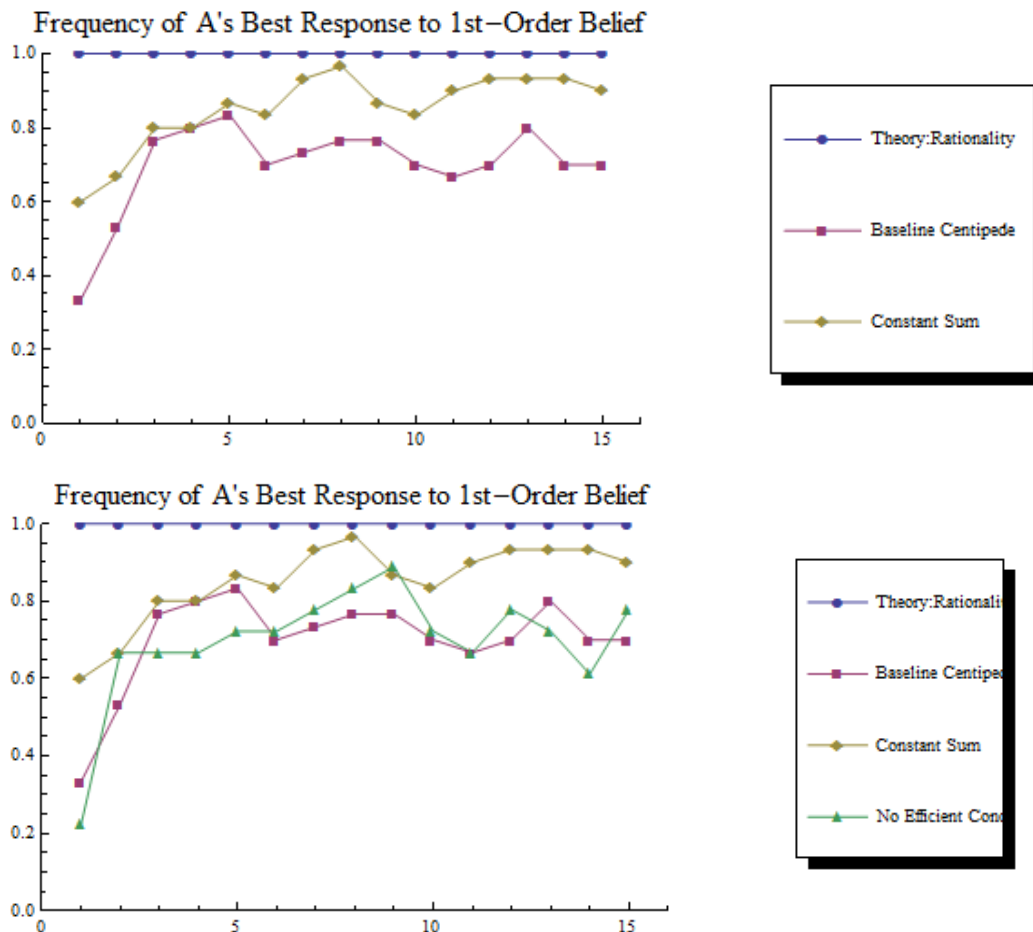 Frequency of A's Best Response to 1st−Order Belief
1.0
0.8
0.6
0.4
0.2
0.0
0
5
10
15
Theory:Rationality
Baseline Centipede
Constant Sum
Frequency of A's Best Response to 1st−Order Belief
1.0
0.8
0.6
0.4
0.2
0.0
0
5
10
15
Theory:Rationali
Baseline Centiped
Constant Sum
No Efficient Conc